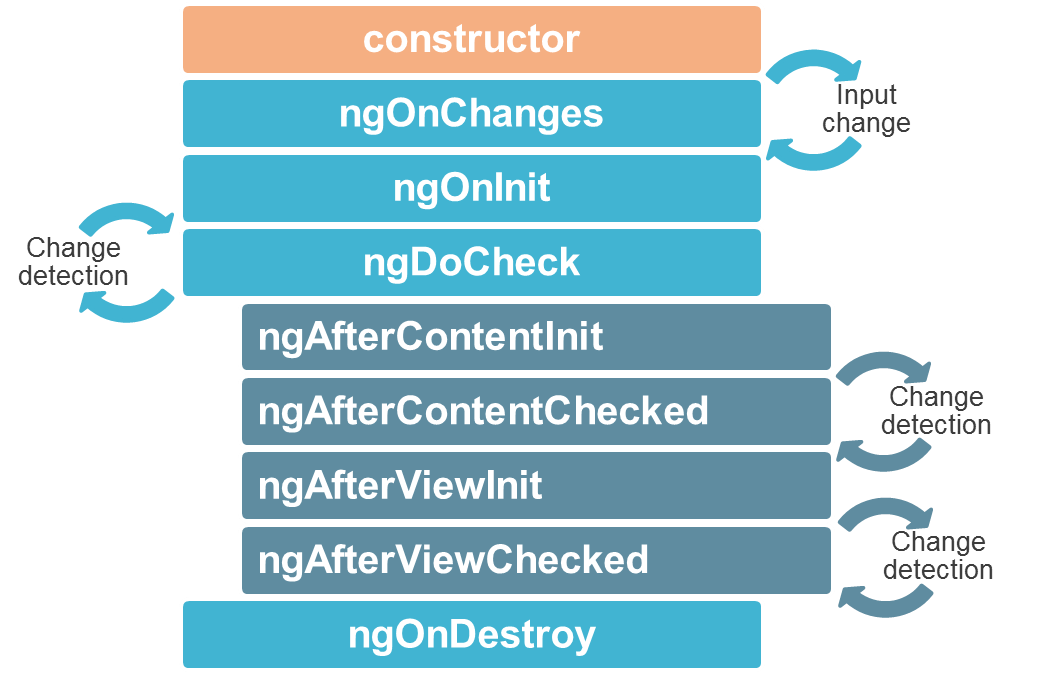 constructor
ngOnChanges
Input
change
ngOnInit
Change
detection
ngDoCheck
ngAfterContentInit
ngAfterContentChecked
Change
detection
ngAfterViewInit
ngAfterViewChecked
Change
detection
ngOnDestroy